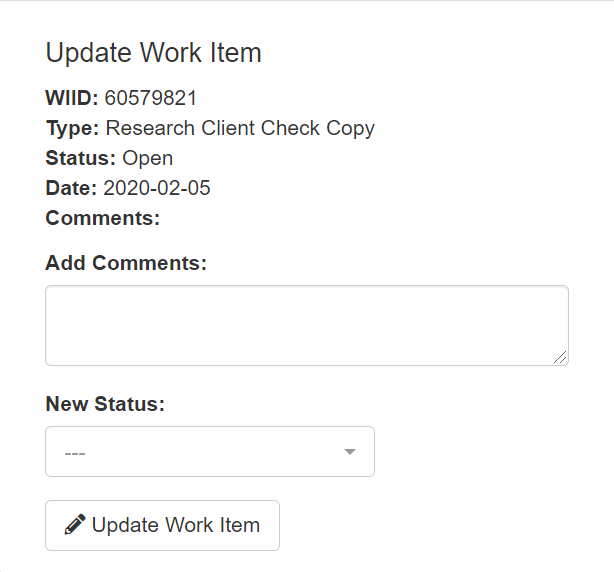 Update Work Item
WIID: 60579821
Type: Research Client Check Copy
Status: Open
Date: 2020-02-05
Comments:
Add Comments:
New Status:
---
Update Work Item